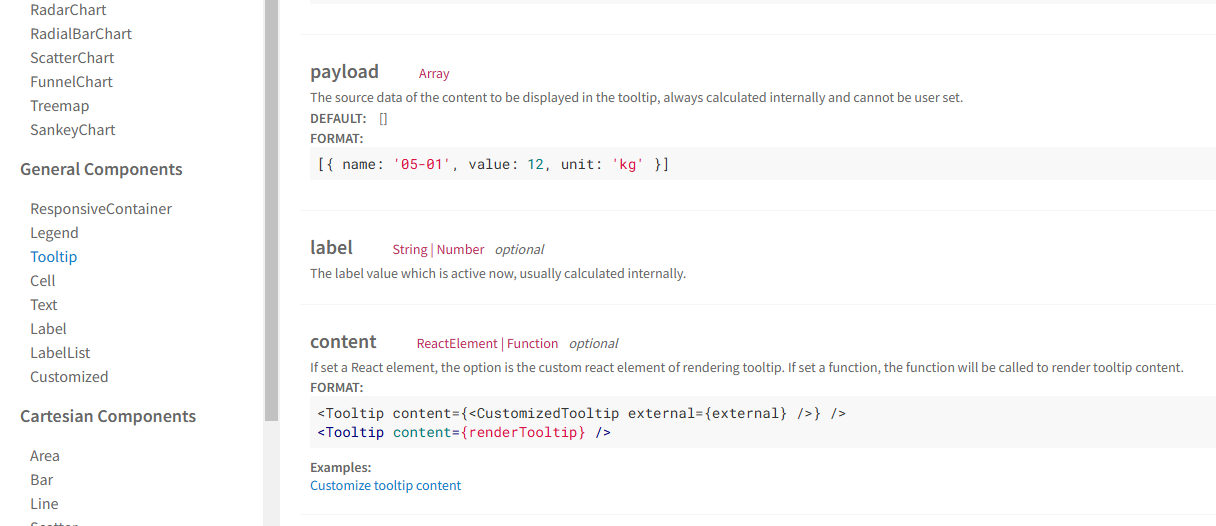 RadarChart
RadialBarChart
ScatterChart
FunnelChart
Treemap
SankeyChart
General Components
ResponsiveContainer
Legend
Tooltip
Cell
Text
Label
LabelList
Customized
Cartesian Components
Area
Bar
Line
Scatter
payload Array
The source data of the content to be displayed in the tooltip, always calculated internally and cannot be user set.
DEFAULT: []
FORMAT:
[{ name: '05-01', value: 12, unit: 'kg' }]
label String | Number optional
The label value which is active now, usually calculated internally.
content ReactElement | Function optional
If set a React element, the option is the custom react element of rendering tooltip. If set a function, the function will be called to render tooltip content.
FORMAT:
<Tooltip content={<CustomizedTooltip external={external} />} />
<Tooltip content={renderTooltip} />
Examples:
Customize tooltip content